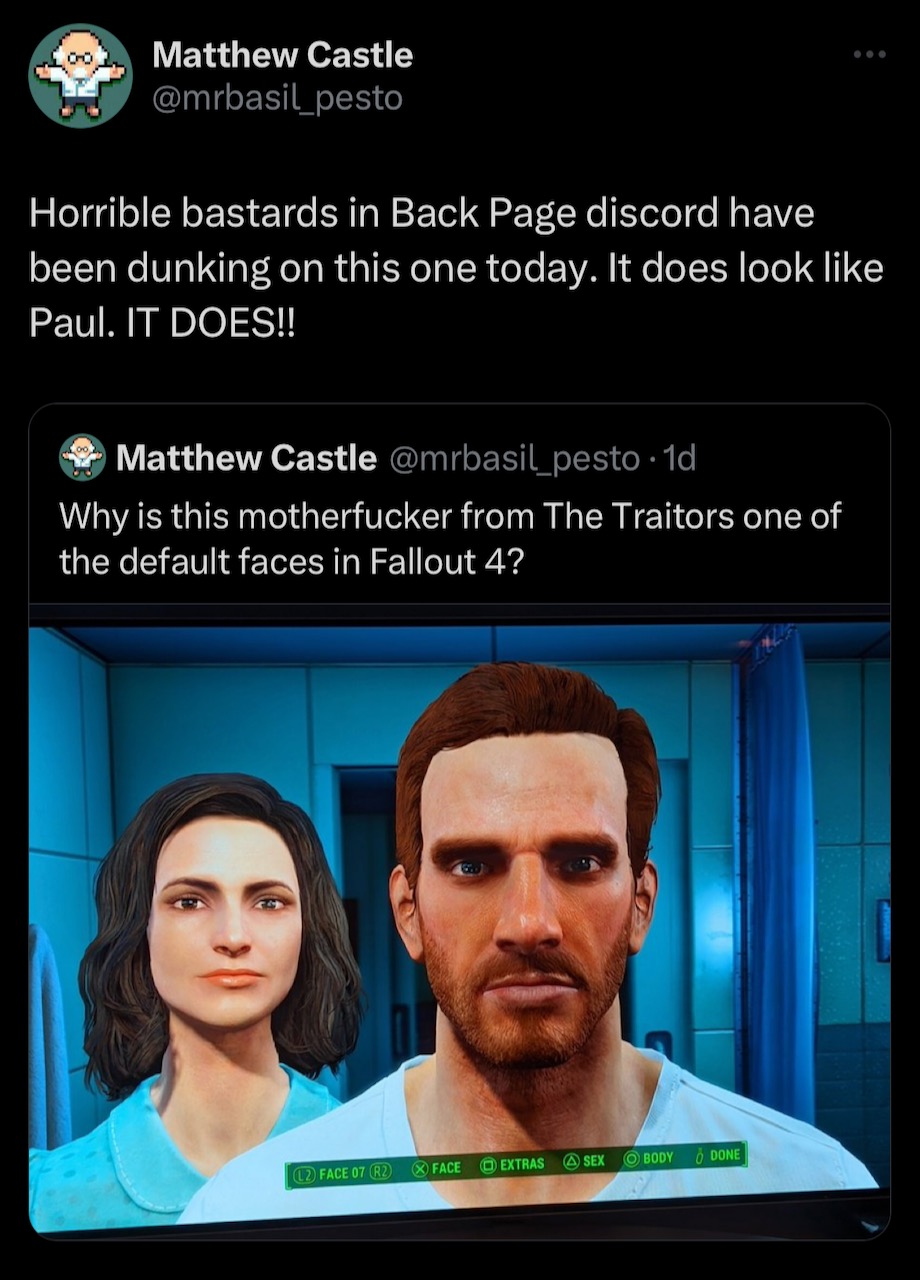 Matthew Castle
@mrbasil_pesto
Horrible bastards in Back Page discord have
been dunking on this one today. It does look like
Paul. IT DOES!!
Matthew Castle @mrbasil_pesto · 1d
Why is this motherfucker from The Traitors one of
the default faces in Fallout 4?
L2 FACE 07 R2 FACE EXTRAS SEX BODY DONE